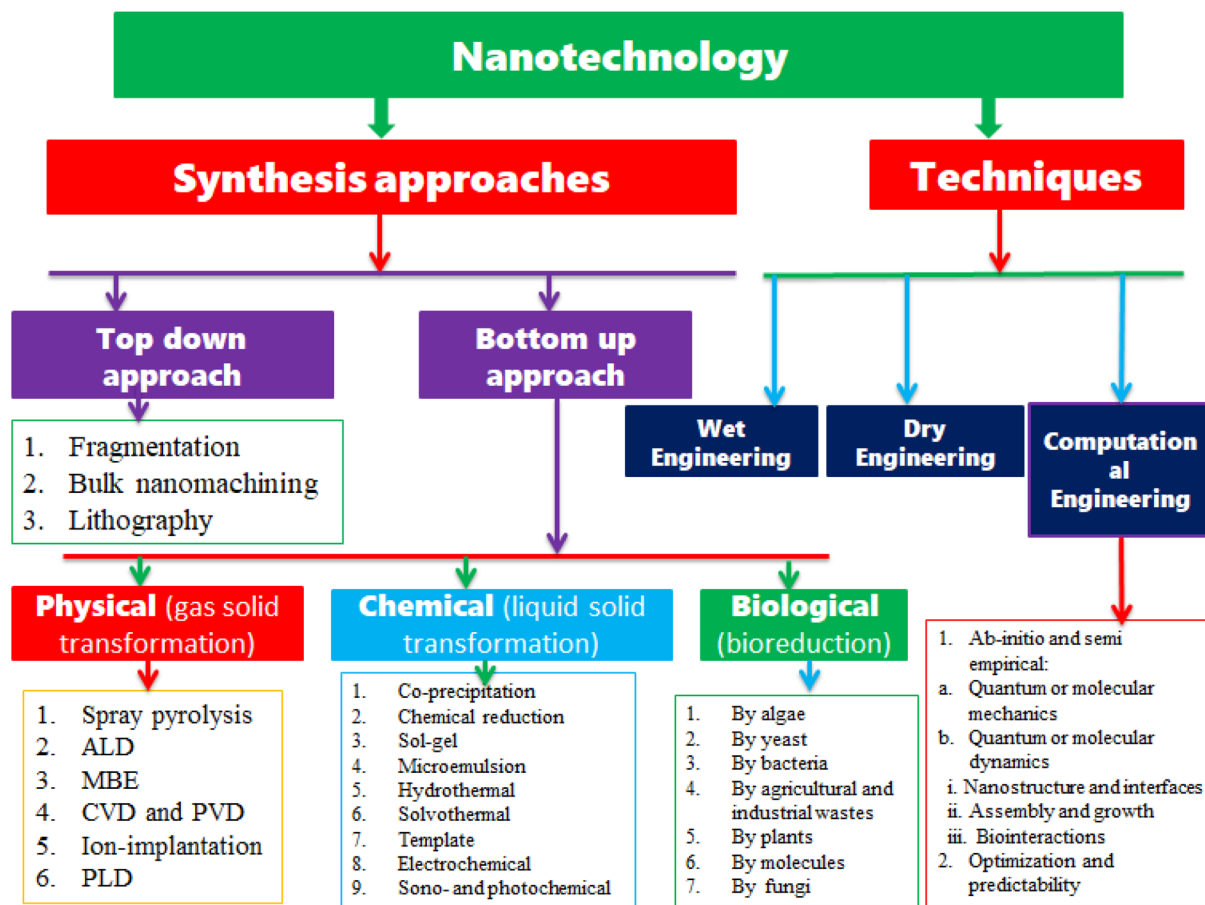 Nanotechnology
Synthesis approaches
Techniques
Top down
approach
Bottom up
approach
1. Fragmentation
2. Bulk nanomachining
3. Lithography
Wet
Engineering
Dry
Engineering
Computation
al
Engineering
Physical (gas solid
transformation)
Chemical (liquid solid
transformation)
Biological
(bioreduction)
1. Spray pyrolysis
2. ALD
3. MBE
4. CVD and PVD
5. Ion-implantation
6. PLD
1. Co-precipitation
2. Chemical reduction
3. Sol-gel
4. Microemulsion
5. Hydrothermal
6. Solvothermal
7. Template
8. Electrochemical
9. Sono- and photochemical
1. By algae
2. By yeast
3. By bacteria
4. By agricultural and
industrial wastes
5. By plants
6. By molecules
7. By fungi
1. Ab-initio and semi
empirical:
a. Quantum or molecular
mechanics
b. Quantum or molecular
dynamics
i. Nanostructure and interfaces
ii. Assembly and growth
iii. Biointeractions
2. Optimization and
predictability